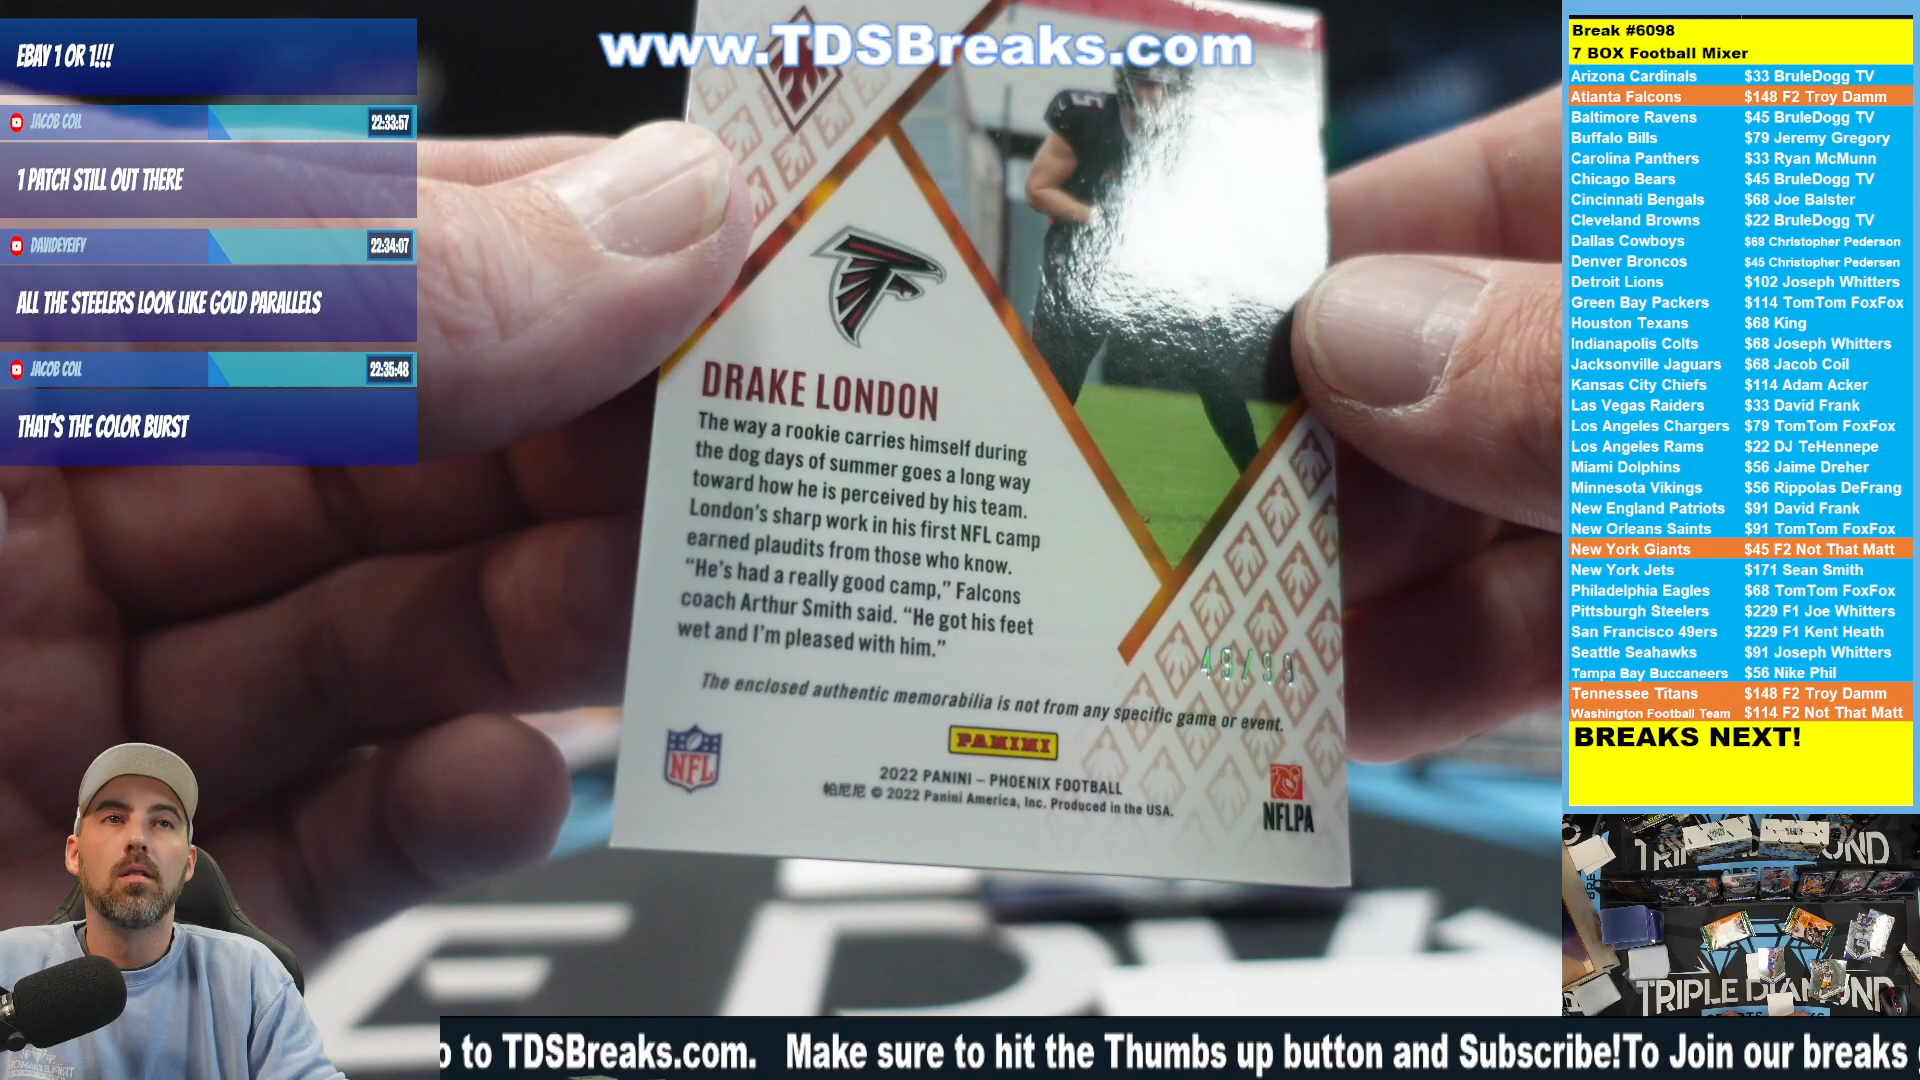 www.TDSBreaks.com
EBAY 1 OR 1!!!
JACOB COIL 22:33:57
1 PATCH STILL OUT THERE
DAVIDEYEIFY 22:34:07
ALL THE STEELERS LOOK LIKE GOLD PARALLELS
JACOB COIL 22:35:48
THAT'S THE COLOR BURST
DRAKE LONDON
The way a rookie carries himself during
the dog days of summer goes a long way
toward how he is perceived by his team.
London's sharp work in his first NFL camp
earned plaudits from those who know.
"He's had a really good camp," Falcons
coach Arthur Smith said. "He got his feet
wet and I'm pleased with him."
49/99
The enclosed authentic memorabilia is not from any specific game or event.
PANINI
NFL
2022 PANINI – PHOENIX FOOTBALL
帕尼尼 © 2022 Panini America, Inc. Produced in the USA.
NFLPA
Break #6098
7 BOX Football Mixer
Arizona Cardinals $33 BruleDogg TV
Atlanta Falcons $148 F2 Troy Damm
Baltimore Ravens $45 BruleDogg TV
Buffalo Bills $79 Jeremy Gregory
Carolina Panthers $33 Ryan McMunn
Chicago Bears $45 BruleDogg TV
Cincinnati Bengals $68 Joe Balster
Cleveland Browns $22 BruleDogg TV
Dallas Cowboys $68 Christopher Pederson
Denver Broncos $45 Christopher Pedersen
Detroit Lions $102 Joseph Whitters
Green Bay Packers $114 TomTom FoxFox
Houston Texans $68 King
Indianapolis Colts $68 Joseph Whitters
Jacksonville Jaguars $68 Jacob Coil
Kansas City Chiefs $114 Adam Acker
Las Vegas Raiders $33 David Frank
Los Angeles Chargers $79 TomTom FoxFox
Los Angeles Rams $22 DJ TeHennepe
Miami Dolphins $56 Jaime Dreher
Minnesota Vikings $56 Rippolas DeFrang
New England Patriots $91 David Frank
New Orleans Saints $91 TomTom FoxFox
New York Giants $45 F2 Not That Matt
New York Jets $171 Sean Smith
Philadelphia Eagles $68 TomTom FoxFox
Pittsburgh Steelers $229 F1 Joe Whitters
San Francisco 49ers $229 F1 Kent Heath
Seattle Seahawks $91 Joseph Whitters
Tampa Bay Buccaneers $56 Nike Phil
Tennessee Titans $148 F2 Troy Damm
Washington Football Team $114 F2 Not That Matt
BREAKS NEXT!
TRIPLE DIAMOND
to TDSBreaks.com. Make sure to hit the Thumbs up button and Subscribe!To Join our breaks